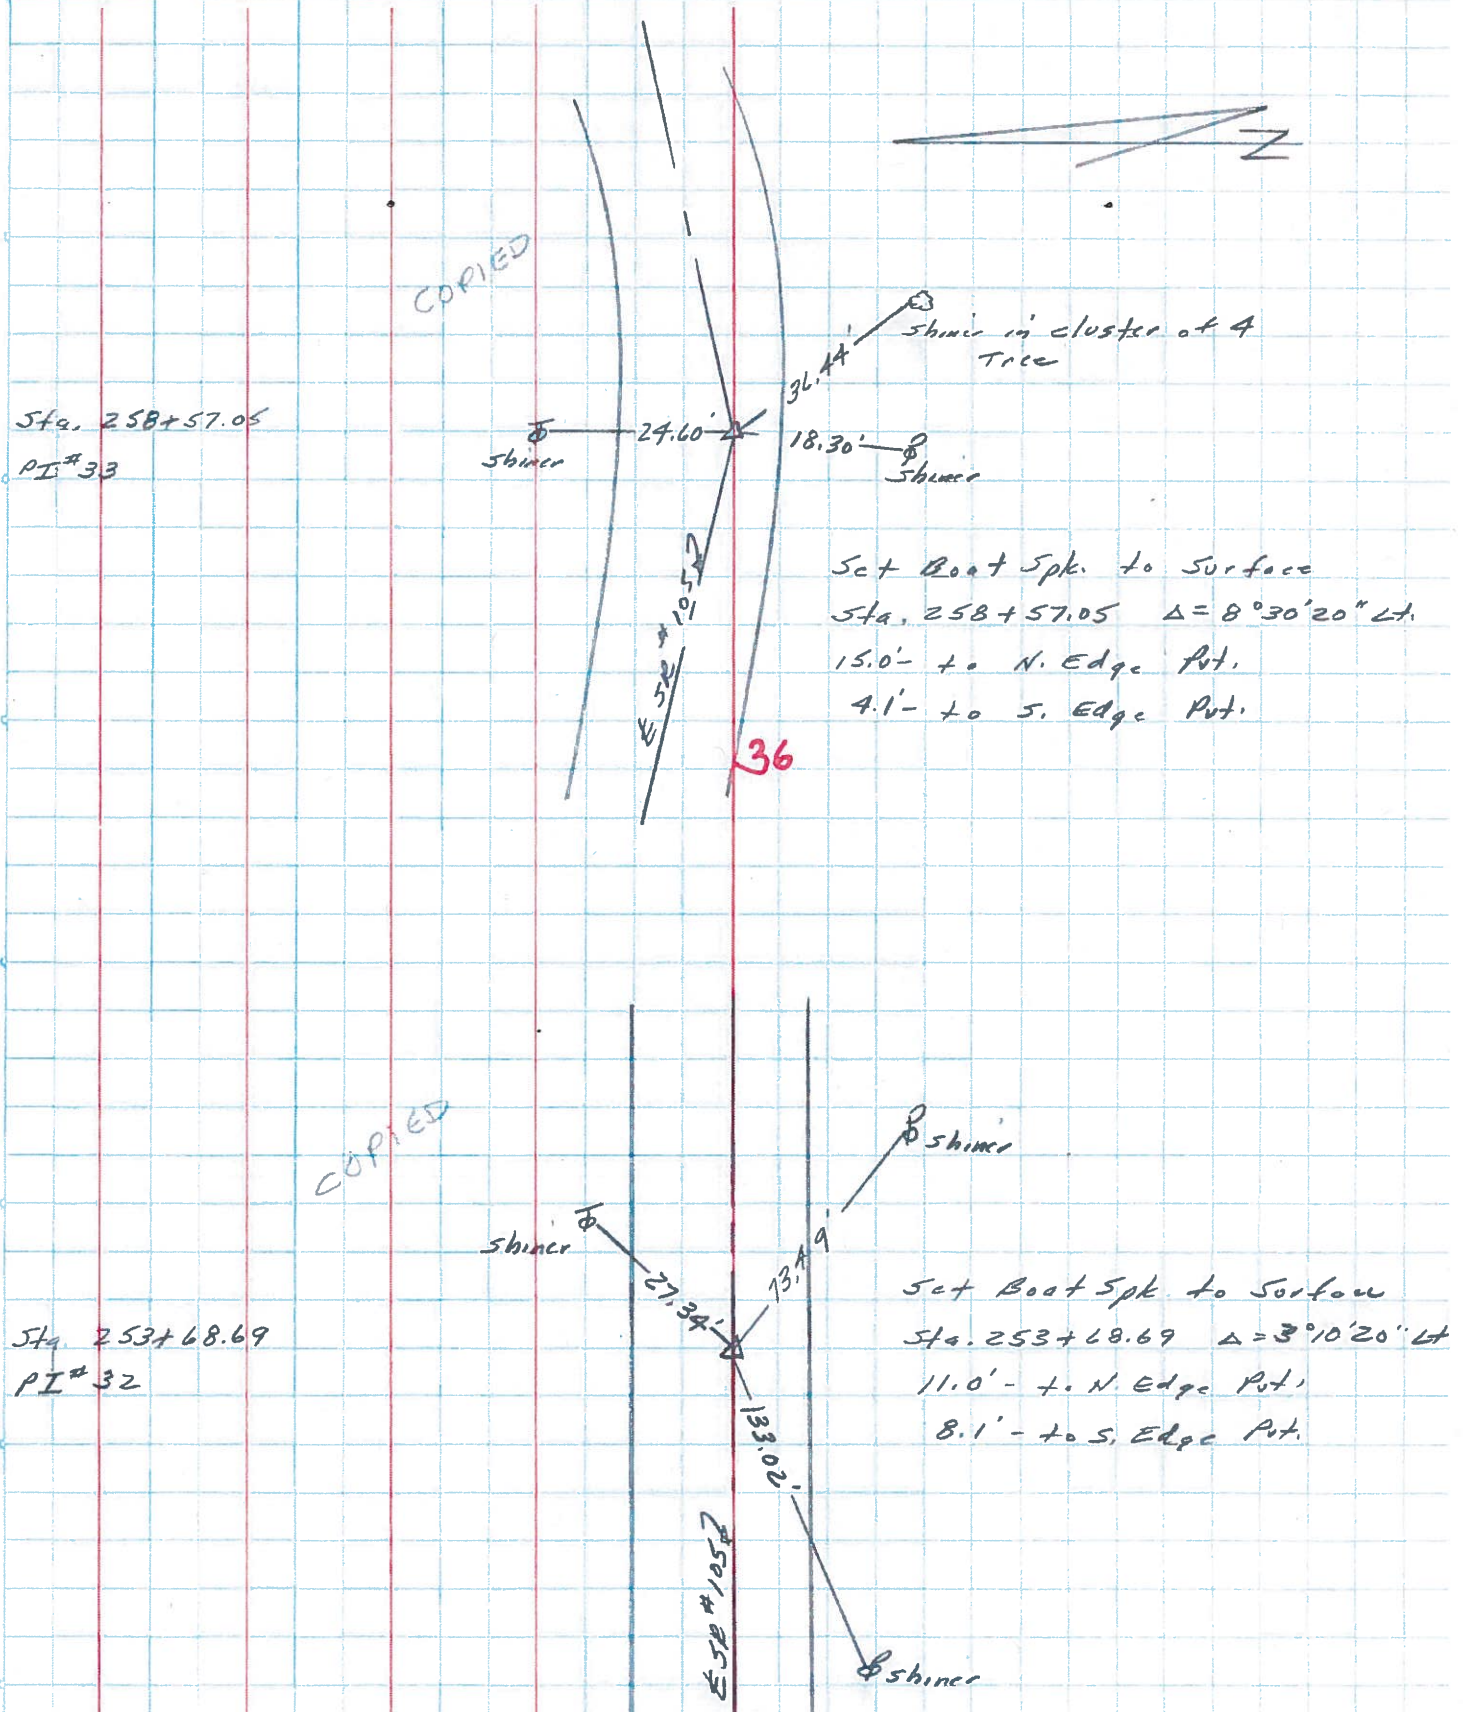 N
COPIED
Shiner in cluster of 4
Tree
36.44'
Sta. 258+57.05
PI #33
24.60'
Shiner
18.30'
Shiner
Set Boat Spk. to Surface
Sta. 258+57.05 Δ= 8°30'20" Lt.
15.0'- to N. Edge Pvt.
4.1'- to S. Edge Pvt.
℄ SR #1057
36
COPIED
Shiner
Shiner
27.34'
73.49'
Sta. 253+68.69
PI #32
Set Boat Spk. to Surface
Sta. 253+68.69 Δ=3°10'20" Lt
11.0'- to N. Edge Pvt.
8.1'- to S. Edge Pvt.
133.02'
℄ SR #1057
Shiner